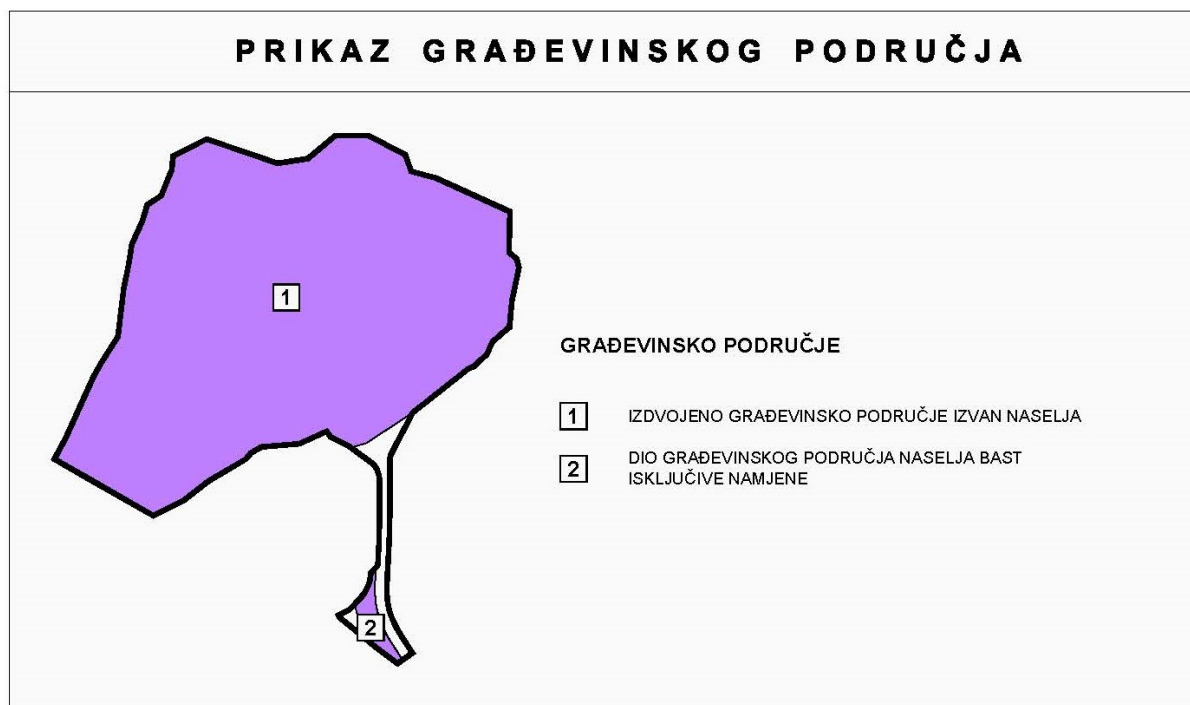 PRIKAZ GRAĐEVINSKOG PODRUČJA
1
GRAĐEVINSKO PODRUČJE
1 IZDVOJENO GRAĐEVINSKO PODRUČJE IZVAN NASELJA
2 DIO GRAĐEVINSKOG PODRUČJA NASELJA BAST
ISKLJUČIVE NAMJENE
2